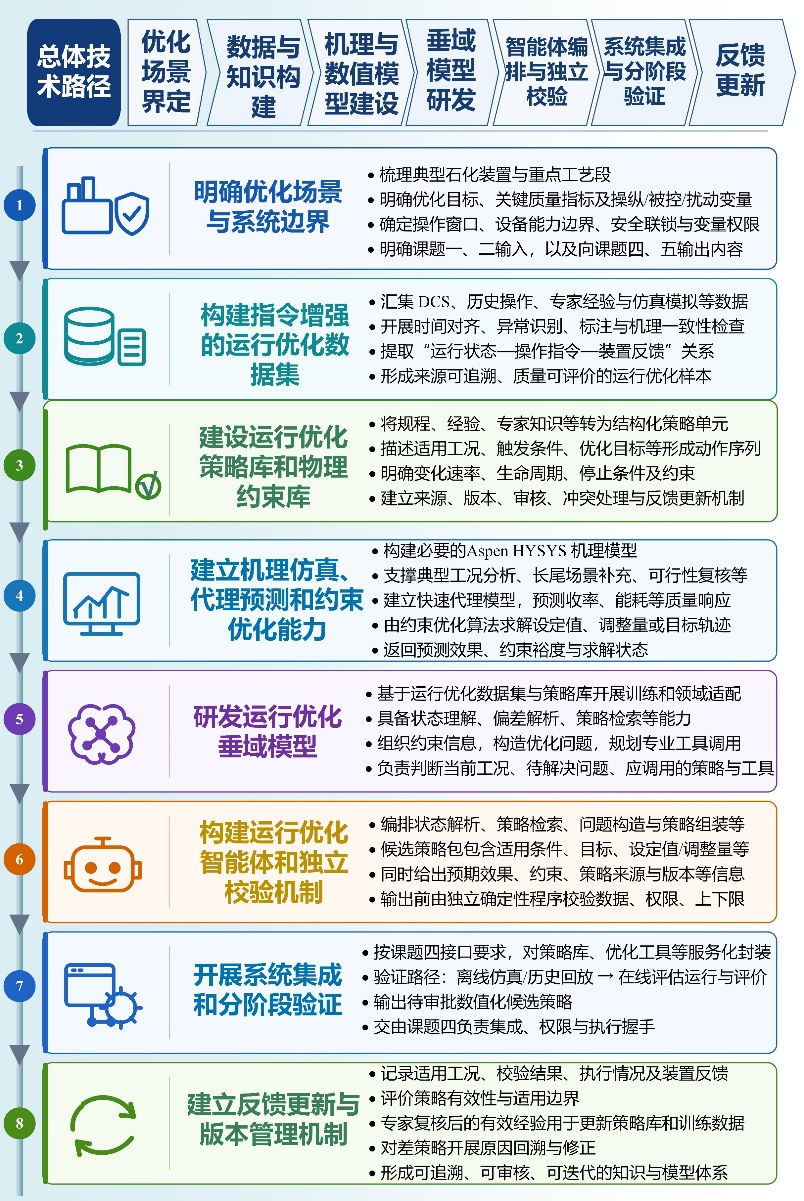 总体技
术路径
优化
场景
界定
数据与
知识构
建
机理与
数值模
型建设
垂域
模型
研发
智能体编
排与独立
校验
系统集成
与分阶段
验证
反馈
更新
1
明确优化场景
与系统边界
• 梳理典型石化装置与重点工艺段
• 明确优化目标、关键质量指标及操纵/被控/扰动变量
• 确定操作窗口、设备能力边界、安全联锁与变量权限
• 明确课题一、二输入，以及向课题四、五输出内容
2
构建指令增强
的运行优化数
据集
• 汇集 DCS、历史操作、专家经验与仿真模拟等数据
• 开展时间对齐、异常识别、标注与机理一致性检查
• 提取“运行状态—操作指令—装置反馈”关系
• 形成来源可追溯、质量可评价的运行优化样本
3
建设运行优化
策略库和物理
约束库
• 将规程、经验、专家知识等转为结构化策略单元
• 描述适用工况、触发条件、优化目标等形成动作序列
• 明确变化速率、生命周期、停止条件及约束
• 建立来源、版本、审核、冲突处理与反馈更新机制
4
建立机理仿真、
代理预测和约束
优化能力
• 构建必要的Aspen HYSYS 机理模型
• 支撑典型工况分析、长尾场景补充、可行性复核等
• 建立快速代理模型，预测收率、能耗等质量响应
• 由约束优化算法求解设定值、调整量或目标轨迹
• 返回预测效果、约束裕度与求解状态
5
研发运行优化
垂域模型
• 基于运行优化数据集与策略库开展训练和领域适配
• 具备状态理解、偏差解析、策略检索等能力
• 组织约束信息，构造优化问题，规划专业工具调用
• 负责判断当前工况、待解决问题、应调用的策略与工具
6
构建运行优化
智能体和独立
校验机制
• 编排状态解析、策略检索、问题构造与策略组装等
• 候选策略包包含适用条件、目标、设定值/调整量等
• 同时给出预期效果、约束、策略来源与版本等信息
• 输出前由独立确定性程序校验数据、权限、上下限
7
开展系统集成
和分阶段验证
• 按课题四接口要求，对策略库、优化工具等服务化封装
• 验证路径：离线仿真/历史回放 → 在线评估运行与评价
• 输出待审批数值化候选策略
• 交由课题四负责集成、权限与执行握手
8
建立反馈更新与
版本管理机制
• 记录适用工况、校验结果、执行情况及装置反馈
• 评价策略有效性与适用边界
• 专家复核后的有效经验用于更新策略库和训练数据
• 对差策略开展原因回溯与修正
• 形成可追溯、可审核、可迭代的知识与模型体系